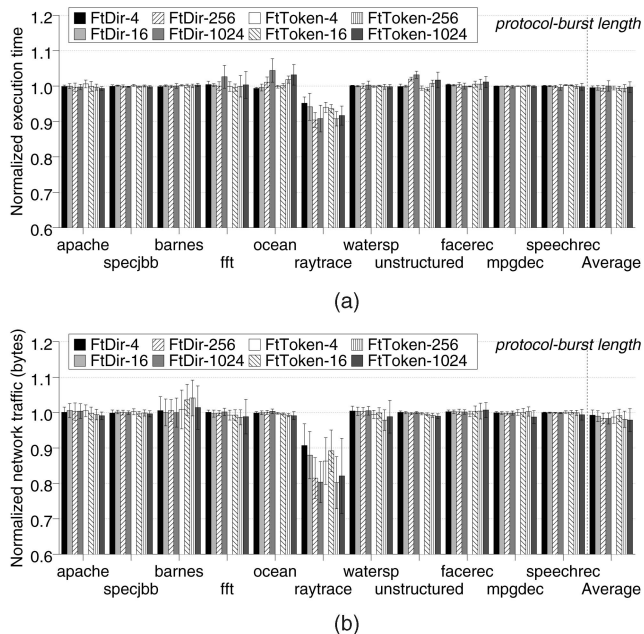 1.2
1.1
1.0
0.9
0.8
0.7
0.6
Normalized execution time
FtDir-4 FtDir-256 FtToken-4 FtToken-256
FtDir-16 FtDir-1024 FtToken-16 FtToken-1024
protocol-burst length
apache barnes ocean watersp facerec speechrec
specjbb fft raytrace unstructured mpgdec Average
(a)
1.2
1.1
1.0
0.9
0.8
0.7
0.6
Normalized network traffic (bytes)
FtDir-4 FtDir-256 FtToken-4 FtToken-256
FtDir-16 FtDir-1024 FtToken-16 FtToken-1024
protocol-burst length
apache barnes ocean watersp facerec speechrec
specjbb fft raytrace unstructured mpgdec Average
(b)